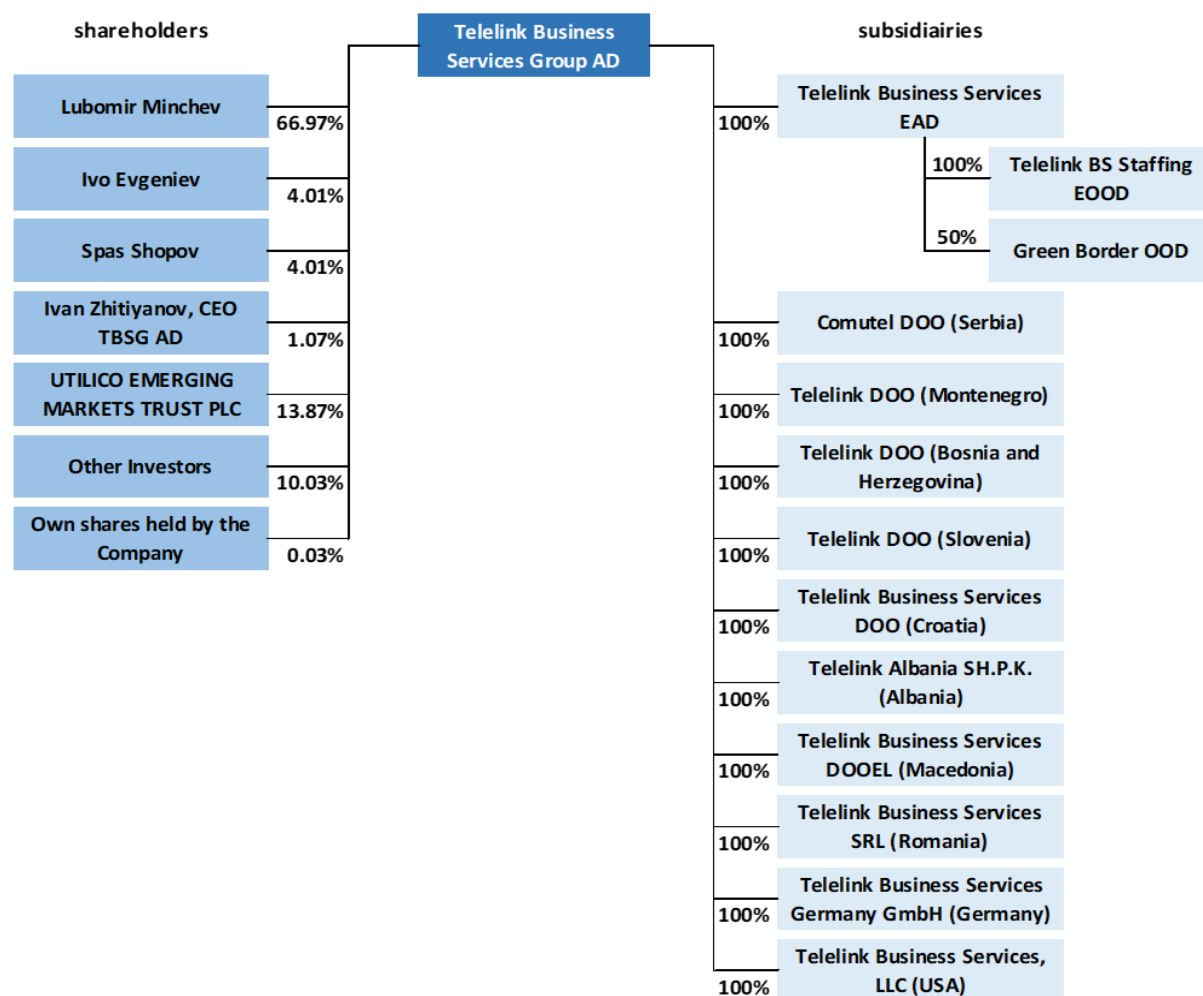 shareholders
Telelink Business
Services Group AD
subsidiairies
Lubomir Minchev
66.97%
Ivo Evgeniev
4.01%
Spas Shopov
4.01%
Ivan Zhitiyanov, CEO
TBSG AD
1.07%
UTILICO EMERGING
MARKETS TRUST PLC
13.87%
Other Investors
10.03%
Own shares held by the
Company
0.03%
100%
Telelink Business Services
EAD
100%
Telelink BS Staffing
EOOD
50%
Green Border OOD
100%
Comutel DOO (Serbia)
100%
Telelink DOO (Montenegro)
100%
Telelink DOO (Bosnia and
Herzegovina)
100%
Telelink DOO (Slovenia)
100%
Telelink Business Services
DOO (Croatia)
100%
Telelink Albania SH.P.K.
(Albania)
100%
Telelink Business Services
DOOEL (Macedonia)
100%
Telelink Business Services
SRL (Romania)
100%
Telelink Business Services
Germany GmbH (Germany)
100%
Telelink Business Services,
LLC (USA)